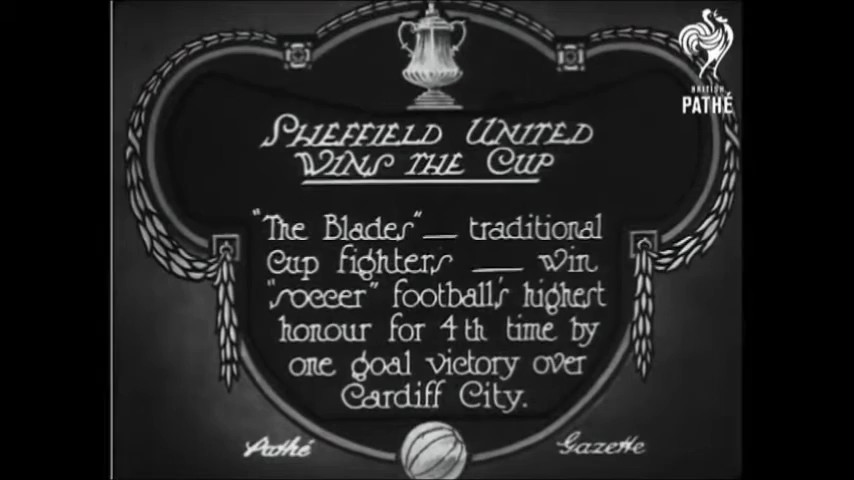 BRITISH
PATHÉ
SHEFFIELD UNITED
WINS THE CUP
"The Blades" — traditional
Cup fighters — win
"soccer" football's highest
honour for 4th time by
one goal victory over
Cardiff City.
Pathé Gazette